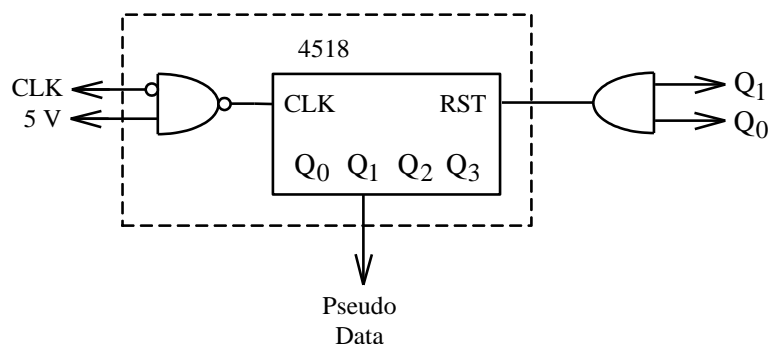 4518
CLK
5 V
CLK
RST
Q1
Q0
Q0 Q1 Q2 Q3
Pseudo
Data